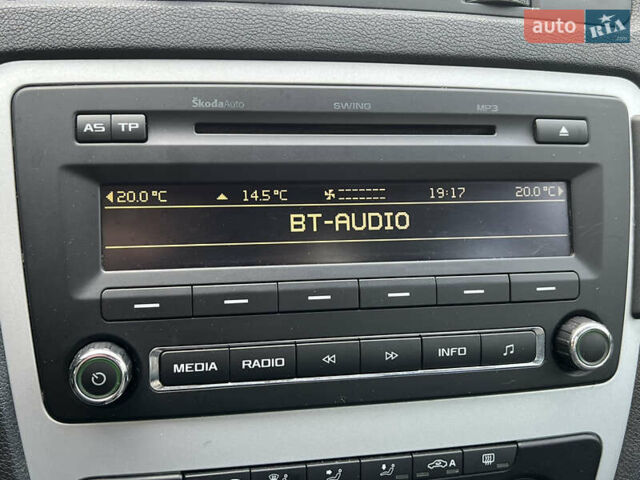 auto RIA.com
ŠkodaAuto SWING MP3
AS TP
20.0°C 14.5°C 19:17 20.0°C
BT-AUDIO
MEDIA RADIO INFO
A